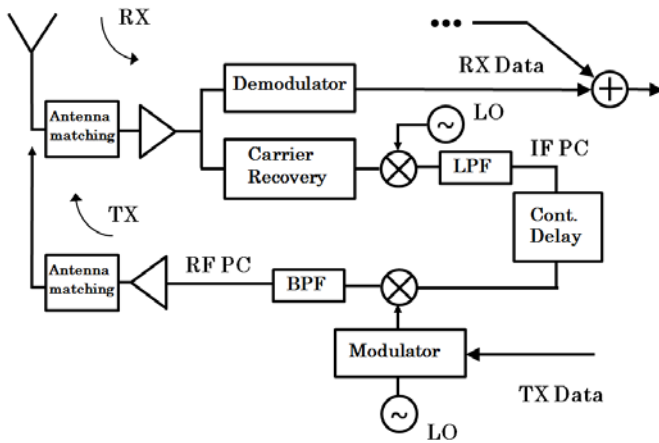 RX
•••
Demodulator
RX Data
Antenna
matching
LO
Carrier
Recovery
LPF
IF PC
TX
Cont.
Delay
Antenna
matching
RF PC
BPF
Modulator
TX Data
LO